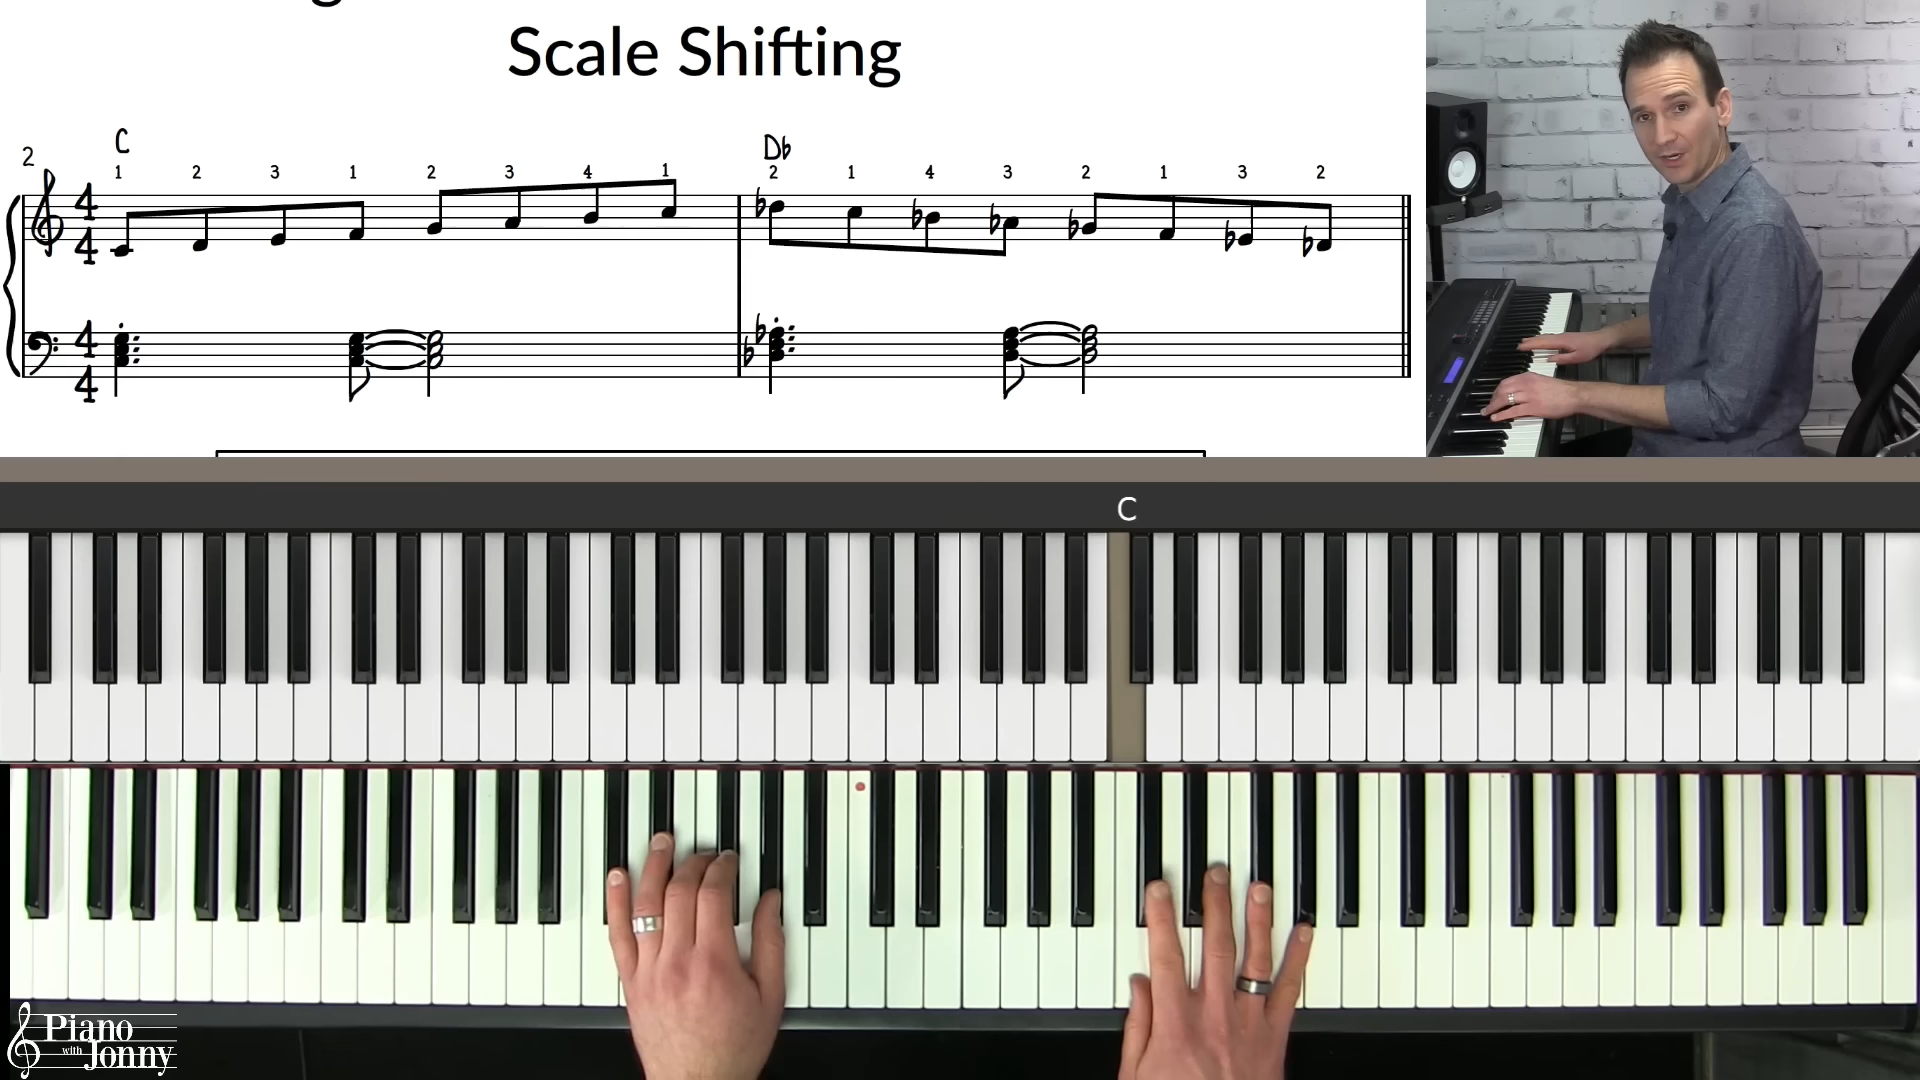 Scale Shifting
C
Db
2
1 2 3 1 2 3 4 1
2 1 4 3 2 1 3 2
4
4
4
4
C
Piano
with
Jonny